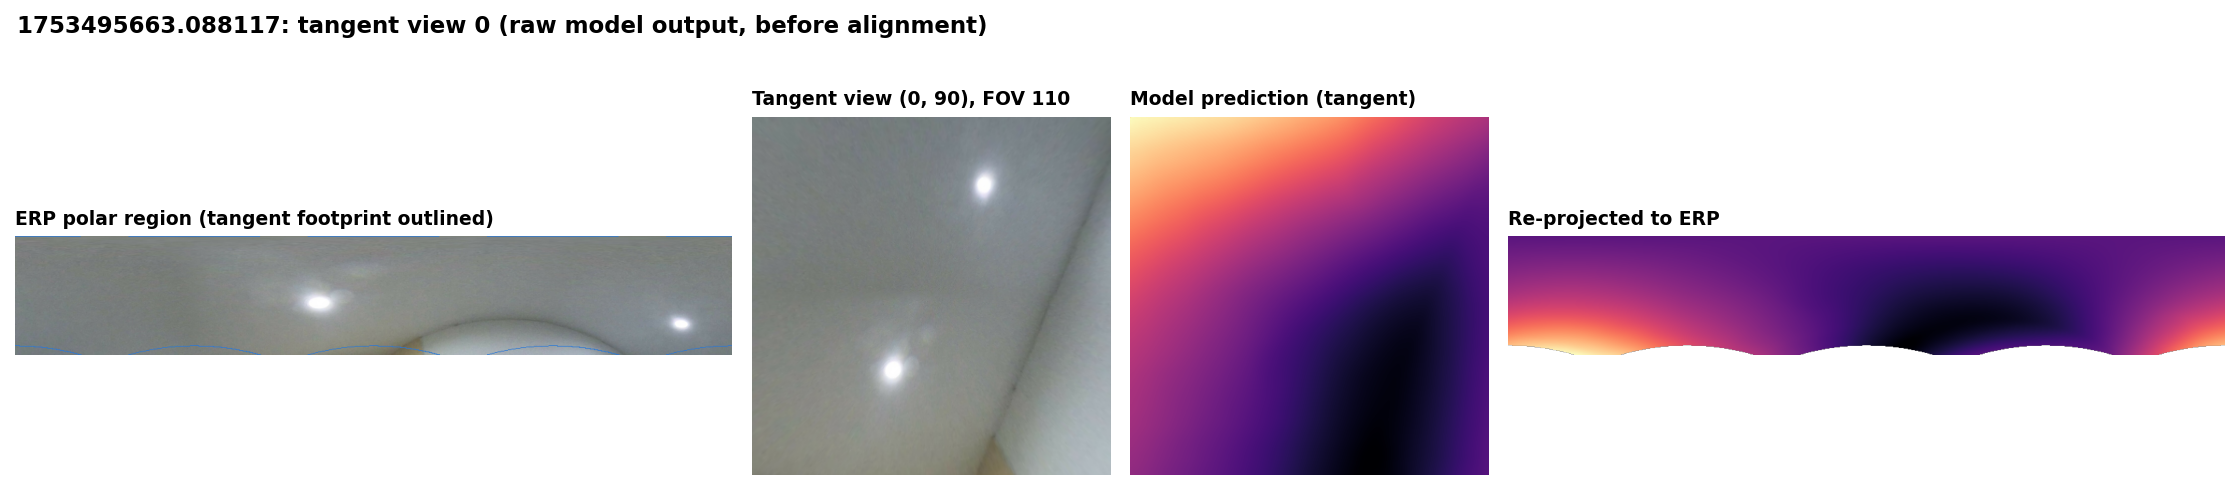 1753495663.088117: tangent view 0 (raw model output, before alignment)
Tangent view (0, 90), FOV 110
Model prediction (tangent)
ERP polar region (tangent footprint outlined)
Re-projected to ERP